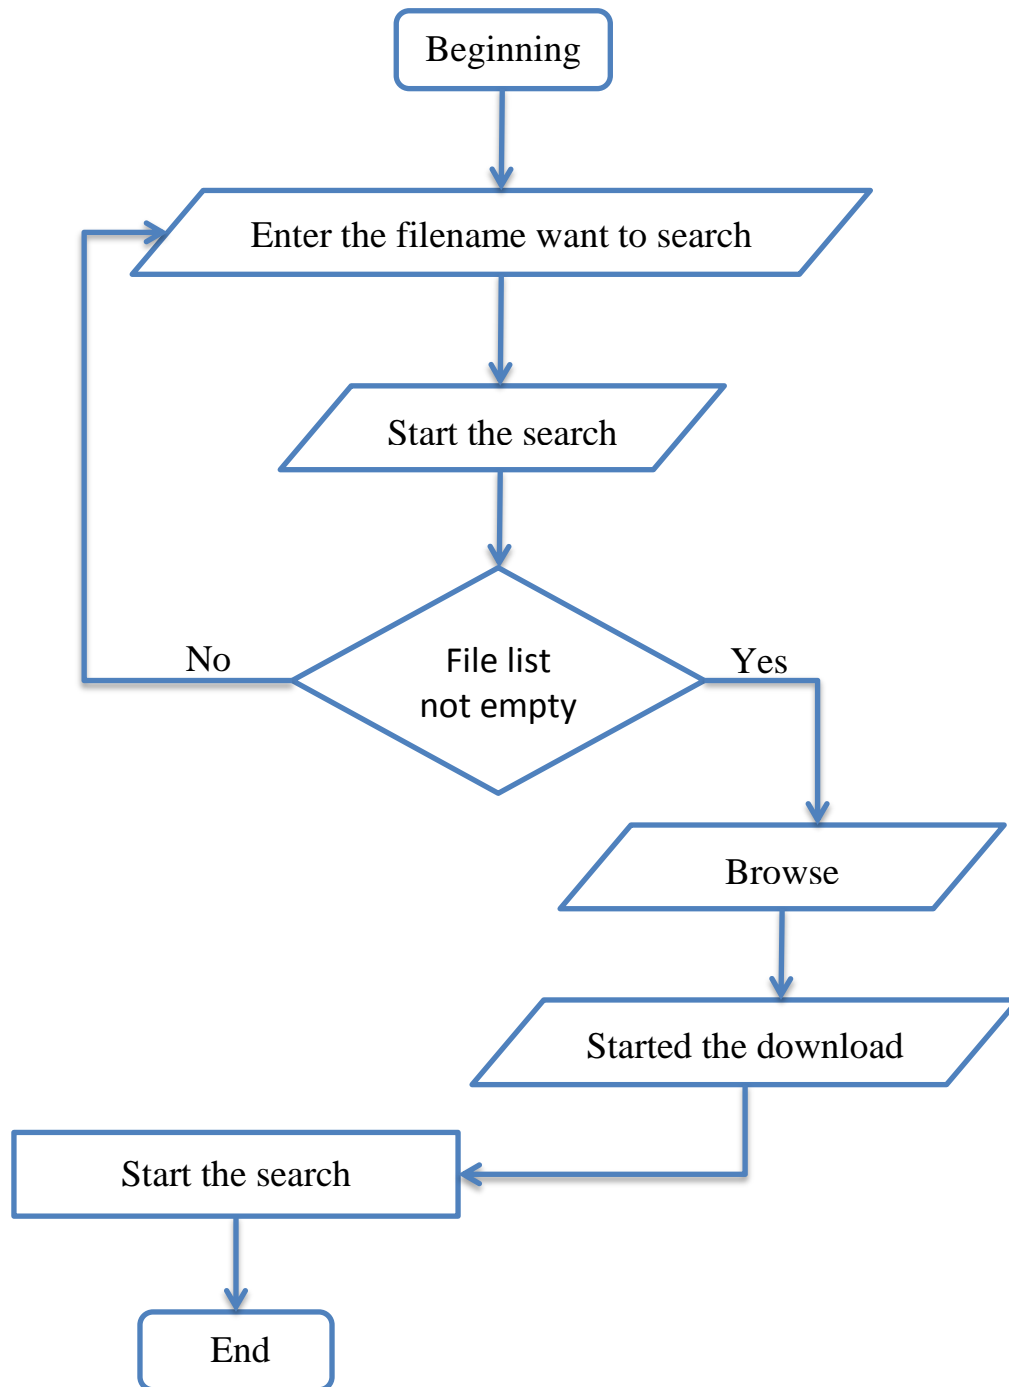 Beginning
Enter the filename want to search
Start the search
File list
not empty
No
Yes
Browse
Started the download
Start the search
End